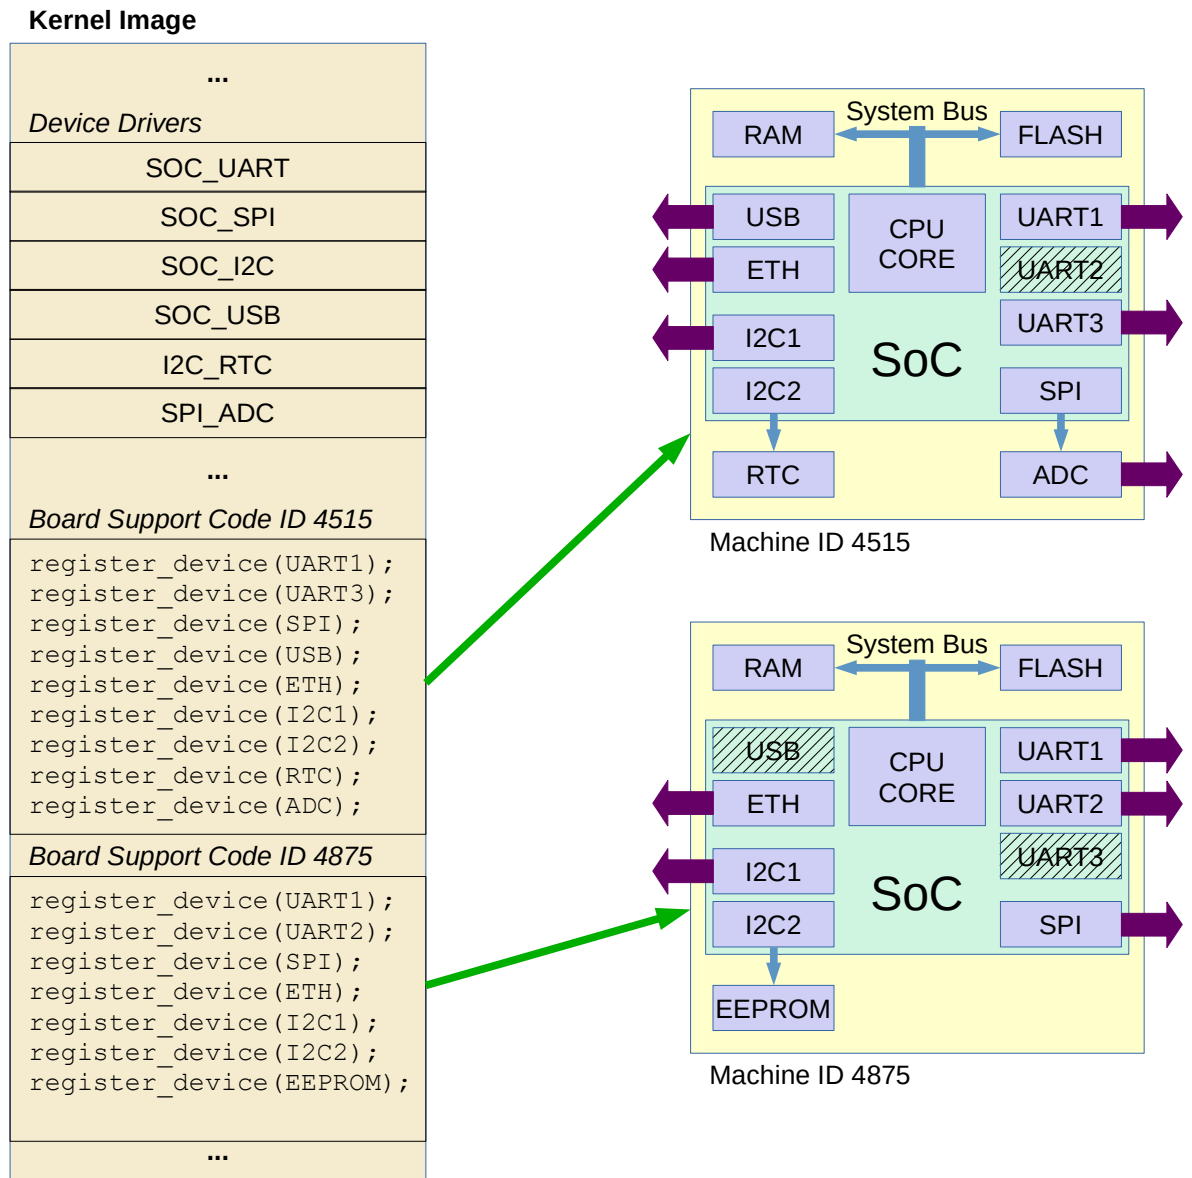 Kernel Image
...
Device Drivers
SOC_UART
SOC_SPI
SOC_I2C
SOC_USB
I2C_RTC
SPI_ADC
...
Board Support Code ID 4515
register_device(UART1);
register_device(UART3);
register_device(SPI);
register_device(USB);
register_device(ETH);
register_device(I2C1);
register_device(I2C2);
register_device(RTC);
register_device(ADC);
Board Support Code ID 4875
register_device(UART1);
register_device(UART2);
register_device(SPI);
register_device(ETH);
register_device(I2C1);
register_device(I2C2);
register_device(EEPROM);
...
System Bus
RAM
FLASH
USB
CPU
CORE
UART1
ETH
UART2
I2C1
UART3
SoC
I2C2
SPI
RTC
ADC
Machine ID 4515
System Bus
RAM
FLASH
USB
CPU
CORE
UART1
ETH
UART2
I2C1
UART3
SoC
I2C2
SPI
EEPROM
Machine ID 4875